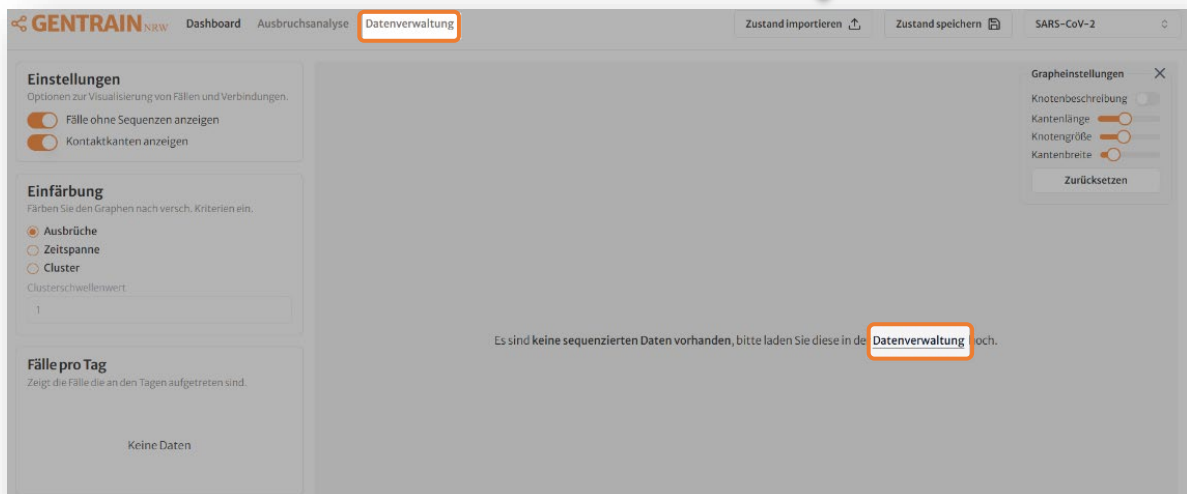 GENTRAIN NRW Dashboard Ausbruchsanalyse Datenverwaltung Zustand importieren Zustand speichern SARS-CoV-2
Einstellungen
Optionen zur Visualisierung von Fällen und Verbindungen.
Fälle ohne Sequenzen anzeigen
Kontaktkanten anzeigen
Einfärbung
Färben Sie den Graphen nach versch. Kriterien ein.
Ausbrüche
Zeitspanne
Cluster
Clusterschwellenwert
1
Fälle pro Tag
Zeigt die Fälle die an den Tagen aufgetreten sind.
Keine Daten
Es sind keine sequenzierten Daten vorhanden, bitte laden Sie diese in de Datenverwaltung hoch.
Grapheinstellungen
Knotenbeschreibung
Kantenlänge
Knotengröße
Kantenbreite
Zurücksetzen